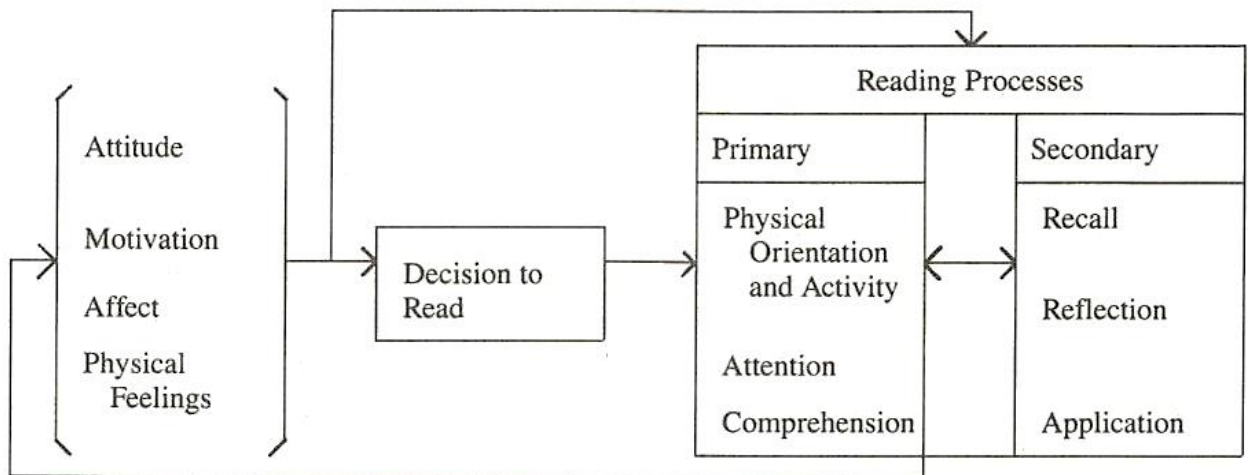 Attitude
Motivation
Affect
Physical
Feelings
Decision to
Read
Reading Processes
Primary
Physical
Orientation
and Activity
Attention
Comprehension
Secondary
Recall
Reflection
Application